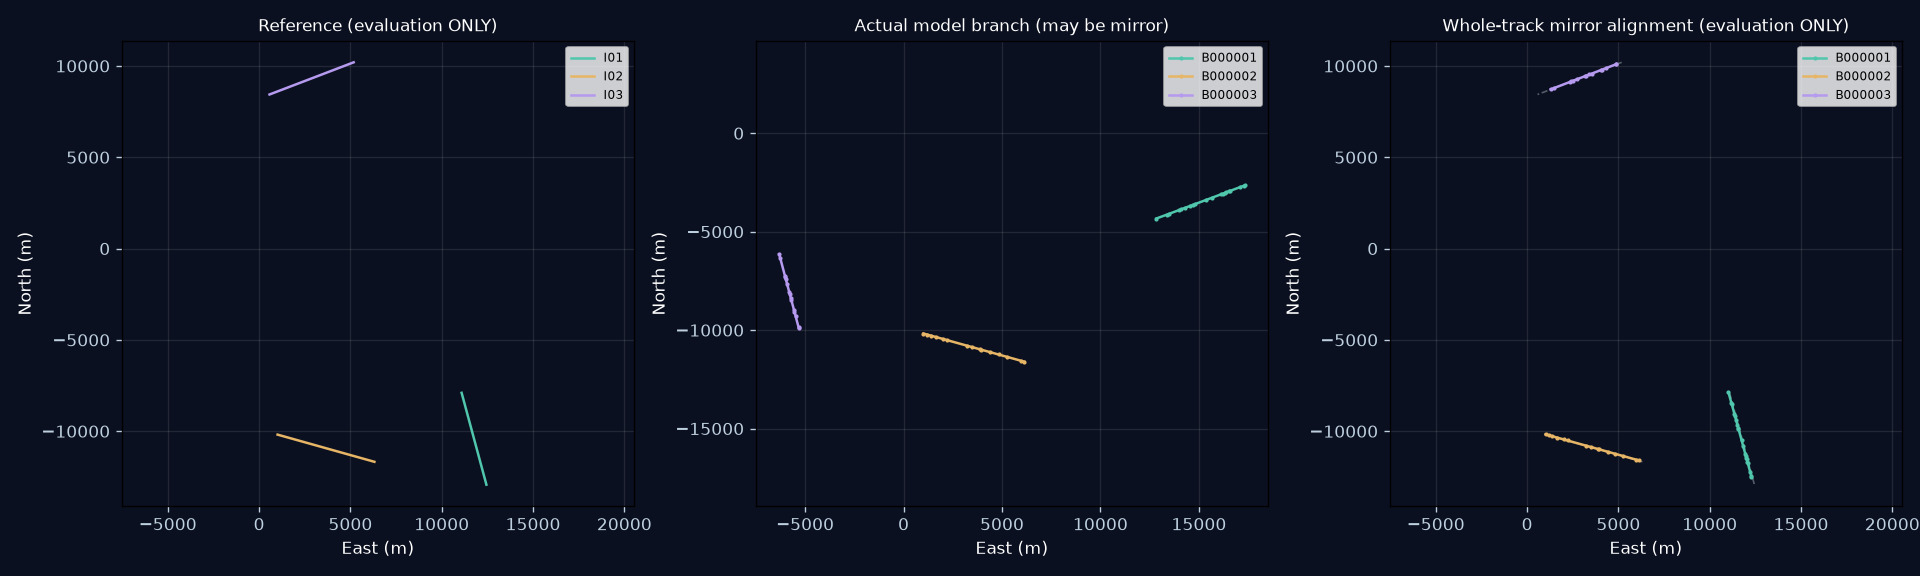 Reference (evaluation ONLY)
I01
I02
I03
10000
5000
0
−5000
−10000
North (m)
−5000
0
5000
10000
15000
20000
East (m)
Actual model branch (may be mirror)
B000001
B000002
B000003
0
−5000
−10000
−15000
North (m)
−5000
0
5000
10000
15000
East (m)
Whole-track mirror alignment (evaluation ONLY)
B000001
B000002
B000003
10000
5000
0
−5000
−10000
North (m)
−5000
0
5000
10000
15000
20000
East (m)